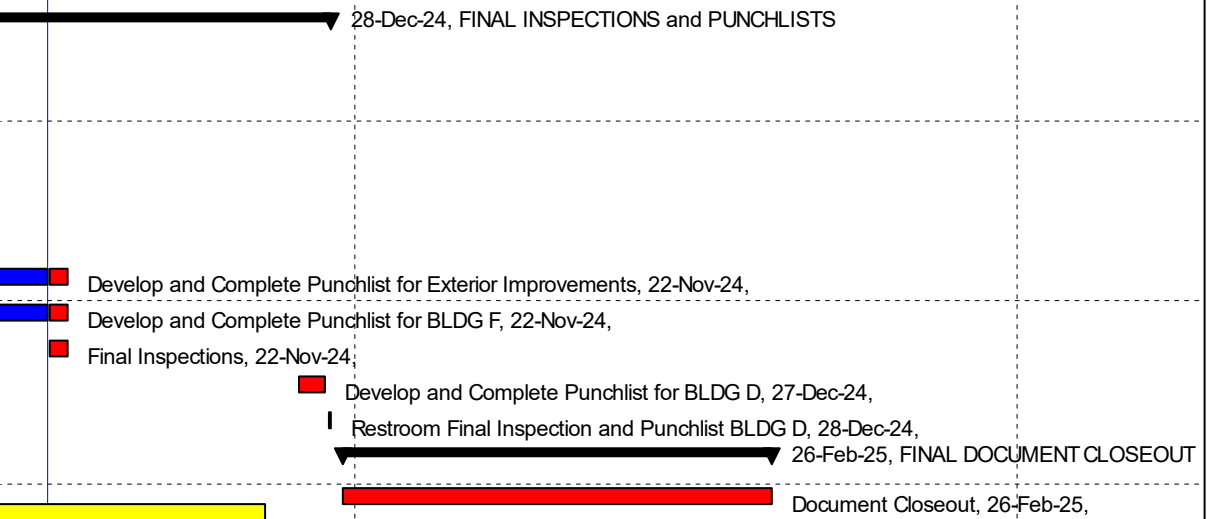 28-Dec-24, FINAL INSPECTIONS and PUNCHLISTS
Develop and Complete Punchlist for Exterior Improvements, 22-Nov-24,
Develop and Complete Punchlist for BLDG F, 22-Nov-24,
Final Inspections, 22-Nov-24,
Develop and Complete Punchlist for BLDG D, 27-Dec-24,
Restroom Final Inspection and Punchlist BLDG D, 28-Dec-24,
26-Feb-25, FINAL DOCUMENT CLOSEOUT
Document Closeout, 26-Feb-25,